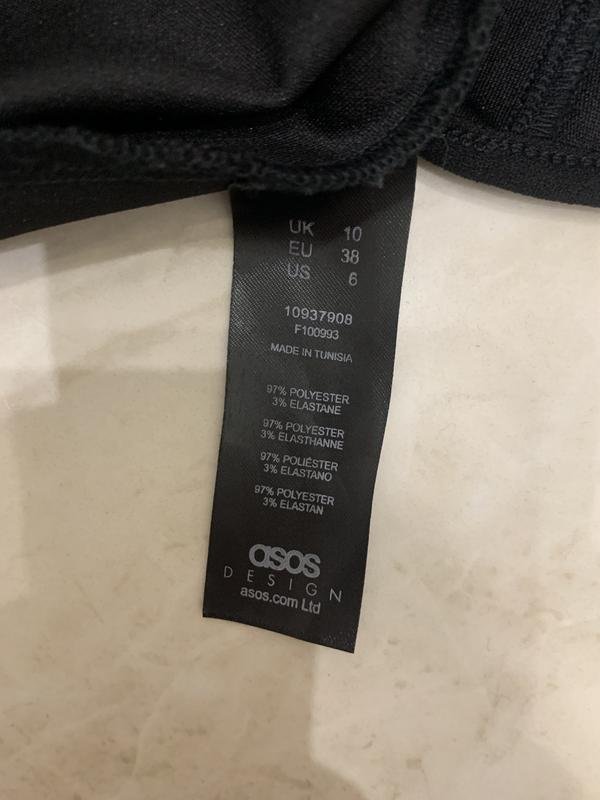 UK 10
EU 38
US 6
10937908
F100993
MADE IN TUNISIA
97% POLYESTER
3% ELASTANE
97% POLYESTER
3% ELASTHANNE
97% POLIÉSTER
3% ELASTANO
97% POLYESTER
3% ELASTAN
asos
DESIGN
asos.com Ltd